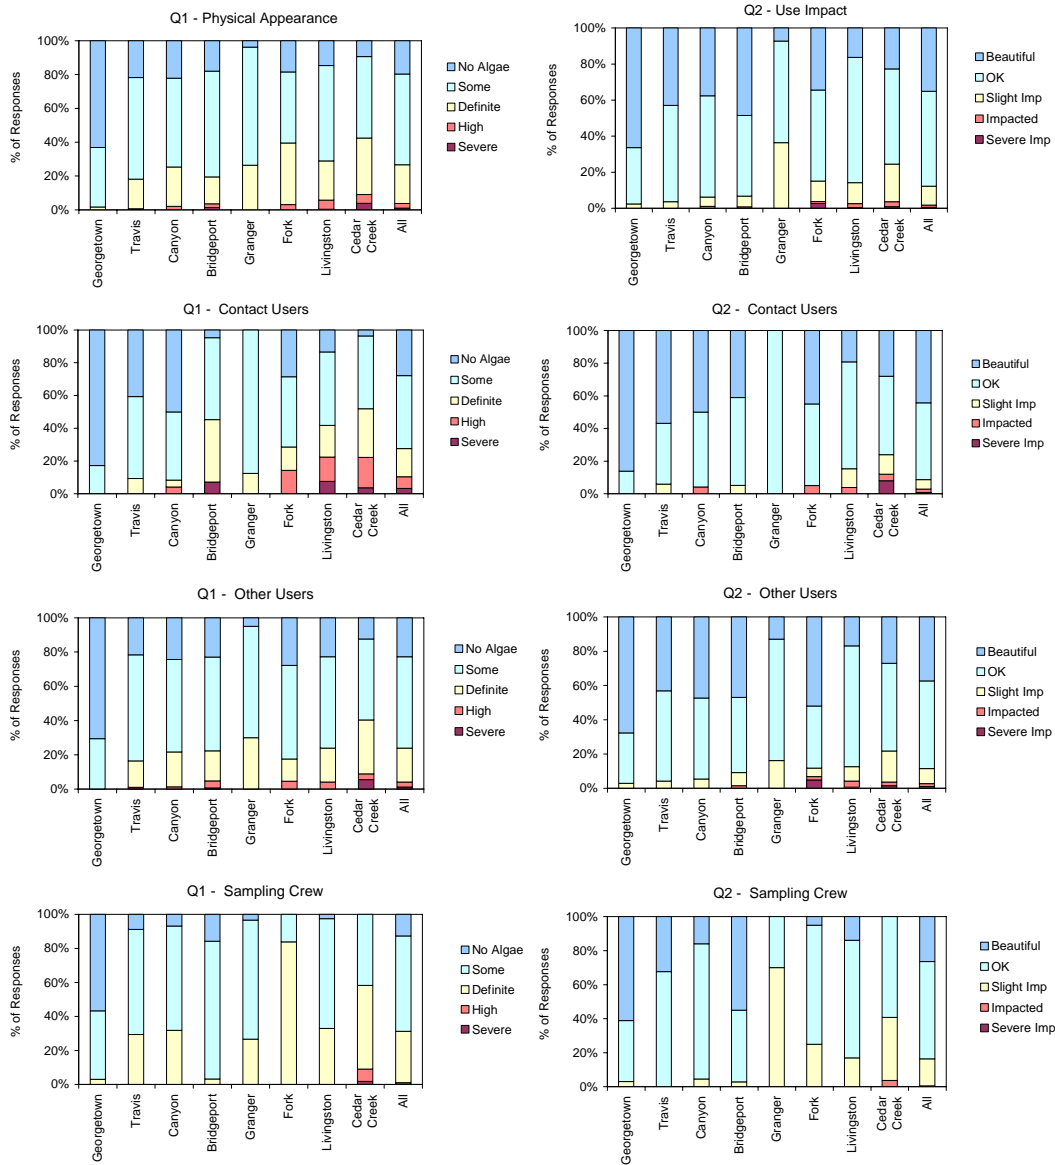 Q1 - Physical Appearance
% of Responses
100%
80%
60%
40%
20%
0%
Georgetown
Travis
Canyon
Bridgeport
Granger
Fork
Livingston
Cedar
Creek
All
No Algae
Some
Definite
High
Severe
Q2 - Use Impact
% of Responses
100%
80%
60%
40%
20%
0%
Georgetown
Travis
Canyon
Bridgeport
Granger
Fork
Livingston
Cedar
Creek
All
Beautiful
OK
Slight Imp
Impacted
Severe Imp
Q1 - Contact Users
% of Responses
100%
80%
60%
40%
20%
0%
Georgetown
Travis
Canyon
Bridgeport
Granger
Fork
Livingston
Cedar
Creek
All
No Algae
Some
Definite
High
Severe
Q2 - Contact Users
% of Responses
100%
80%
60%
40%
20%
0%
Georgetown
Travis
Canyon
Bridgeport
Granger
Fork
Livingston
Cedar
Creek
All
Beautiful
OK
Slight Imp
Impacted
Severe Imp
Q1 - Other Users
% of Responses
100%
80%
60%
40%
20%
0%
Georgetown
Travis
Canyon
Bridgeport
Granger
Fork
Livingston
Cedar
Creek
All
No Algae
Some
Definite
High
Severe
Q2 - Other Users
% of Responses
100%
80%
60%
40%
20%
0%
Georgetown
Travis
Canyon
Bridgeport
Granger
Fork
Livingston
Cedar
Creek
All
Beautiful
OK
Slight Imp
Impacted
Severe Imp
Q1 - Sampling Crew
% of Responses
100%
80%
60%
40%
20%
0%
Georgetown
Travis
Canyon
Bridgeport
Granger
Fork
Livingston
Cedar
Creek
All
No Algae
Some
Definite
High
Severe
Q2 - Sampling Crew
% of Responses
100%
80%
60%
40%
20%
0%
Georgetown
Travis
Canyon
Bridgeport
Granger
Fork
Livingston
Cedar
Creek
All
Beautiful
OK
Slight Imp
Impacted
Severe Imp